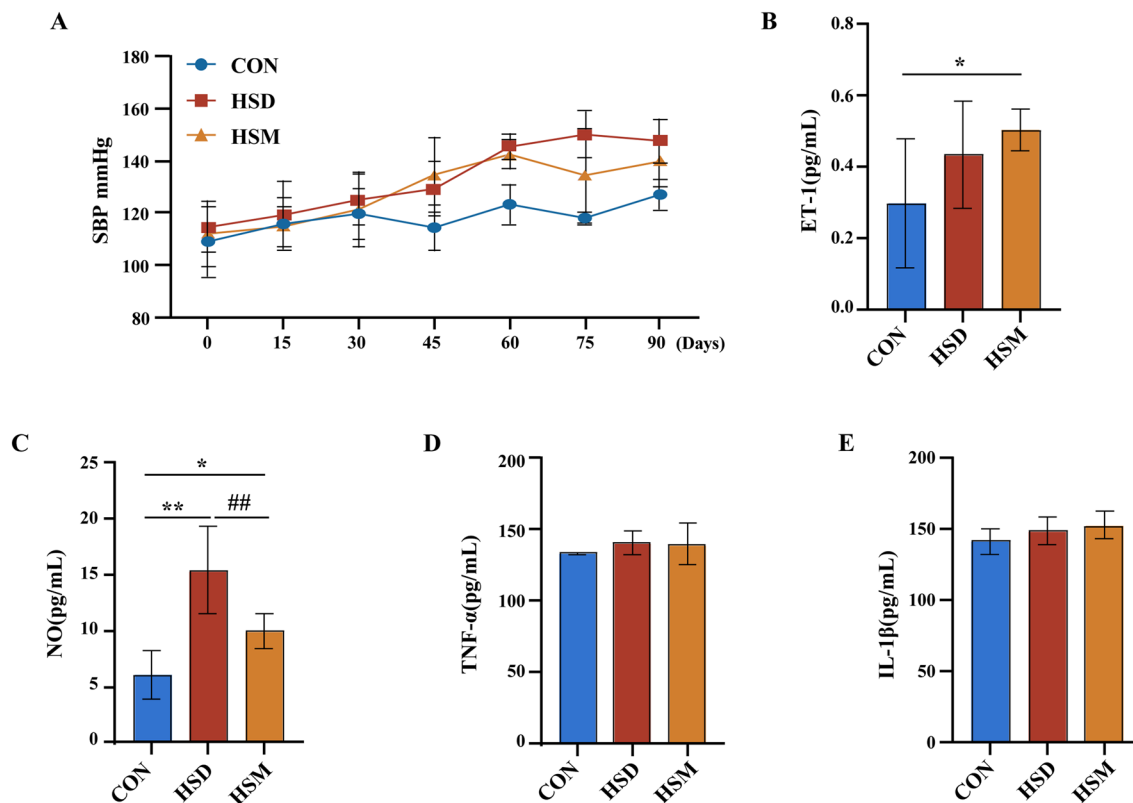 A
180
160
140
120
100
80
SBP mmHg
CON
HSD
HSM
0 15 30 45 60 75 90 (Days)
B
0.8
0.6
0.4
0.2
0.0
ET-1(pg/mL)
*
CON HSD HSM
C
25
20
15
10
5
0
NO(pg/mL)
*
** ##
CON HSD HSM
D
200
150
100
50
0
TNF-α(pg/mL)
CON HSD HSM
E
200
150
100
50
0
IL-1β(pg/mL)
CON HSD HSM